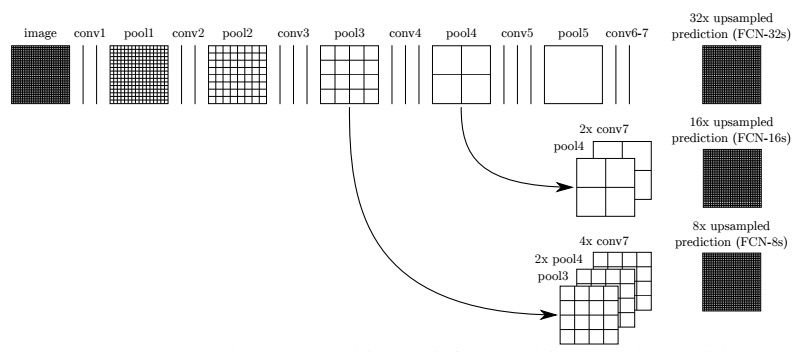 image conv1 pool1 conv2 pool2 conv3 pool3 conv4 pool4 conv5 pool5 conv6-7
32x upsampled
prediction (FCN-32s)
16x upsampled
prediction (FCN-16s)
2x conv7
pool4
8x upsampled
prediction (FCN-8s)
4x conv7
2x pool4
pool3